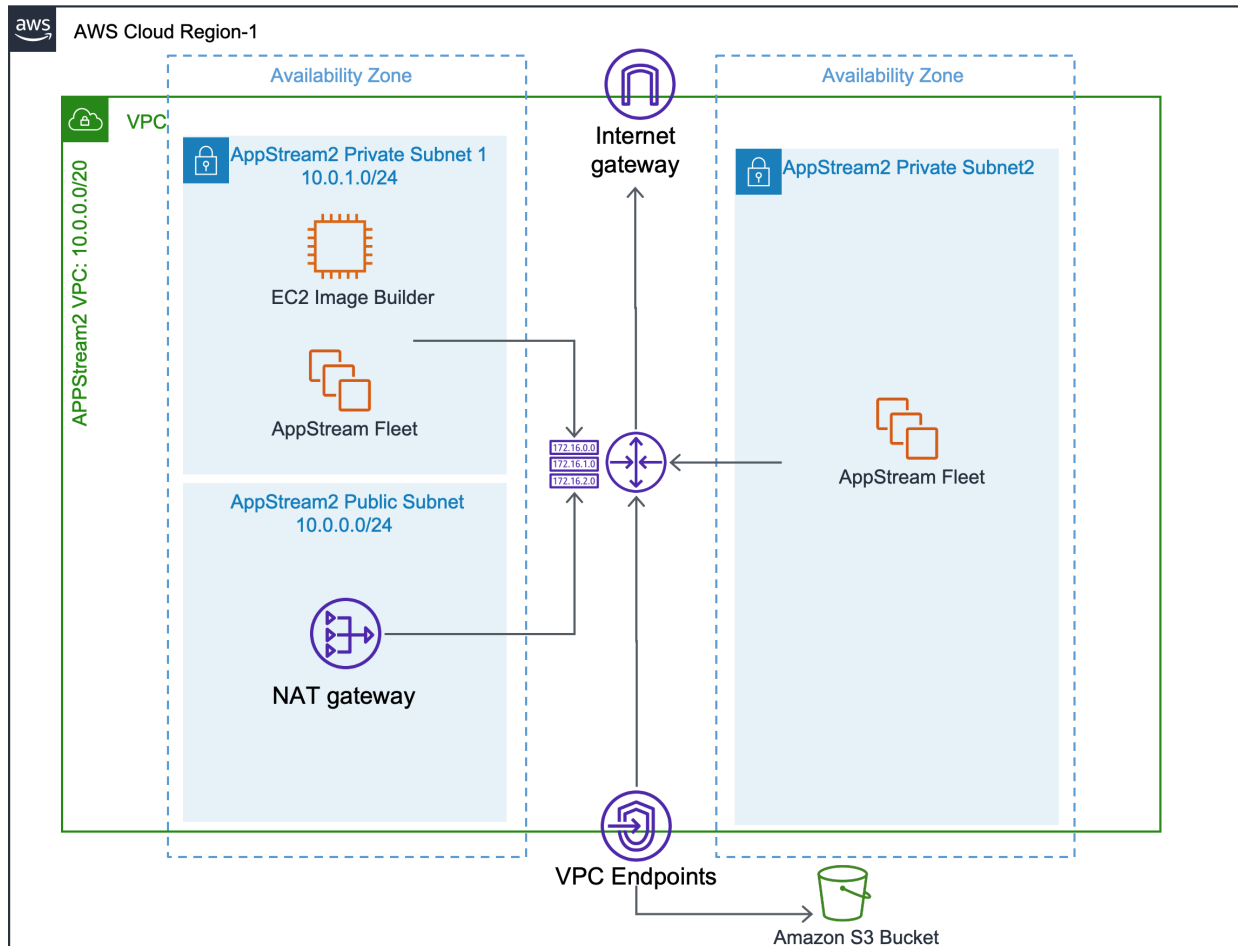 aws
AWS Cloud Region-1
Availability Zone
Availability Zone
VPC
APPStream2 VPC: 10.0.0.0/20
AppStream2 Private Subnet 1
10.0.1.0/24
EC2 Image Builder
AppStream Fleet
AppStream2 Public Subnet
10.0.0.0/24
NAT gateway
Internet
gateway
172.16.0.0
172.16.1.0
172.16.2.0
AppStream2 Private Subnet2
AppStream Fleet
VPC Endpoints
Amazon S3 Bucket